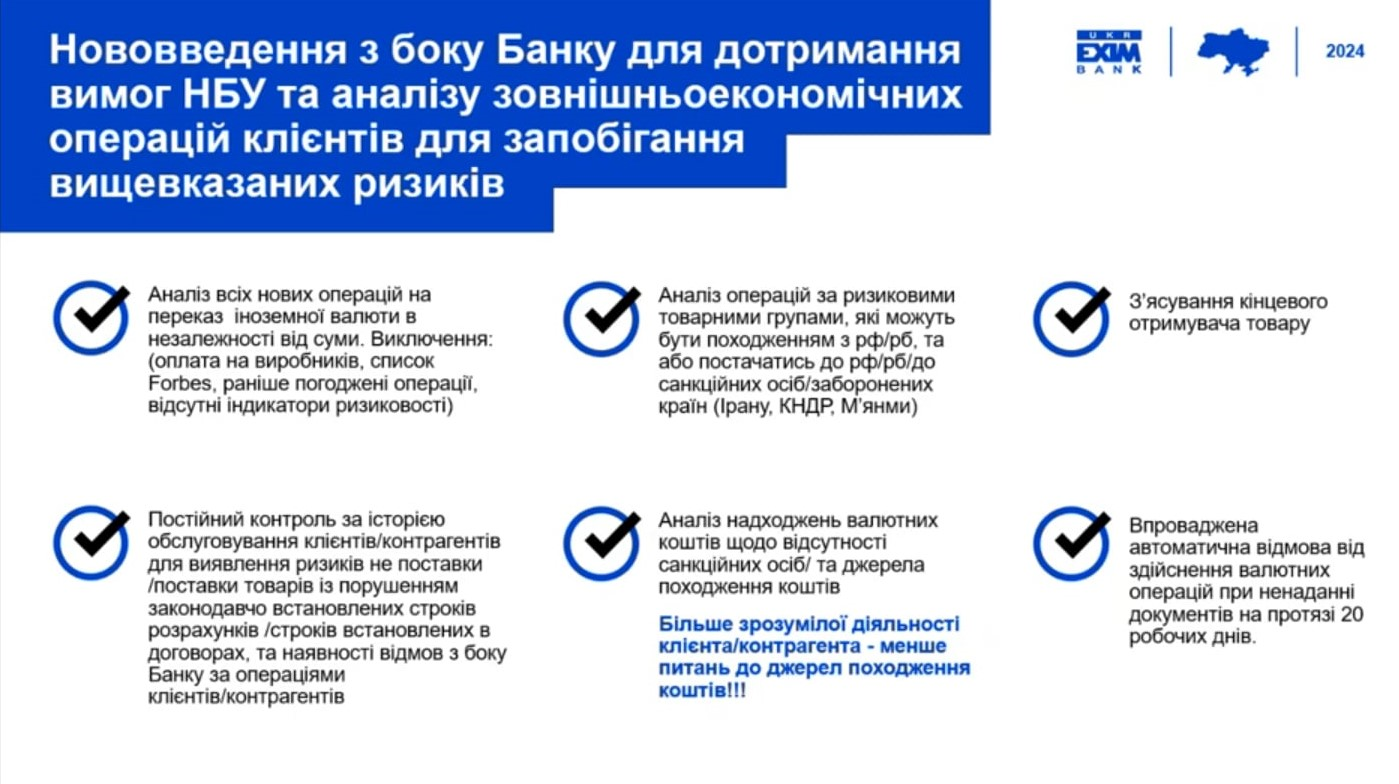 Нововведення з боку Банку для дотримання
вимог НБУ та аналізу зовнішньоекономічних
операцій клієнтів для запобігання
вищевказаних ризиків
UKR
EXIM
BANK
2024
Аналіз всіх нових операцій на
переказ іноземної валюти в
незалежності від суми. Виключення:
(оплата на виробників, список
Forbes, раніше погоджені операції,
відсутні індикатори ризиковості)
Аналіз операцій за ризиковими
товарними групами, які можуть
бути походженням з рф/рб, та
або постачатись до рф/рб/до
санкційних осіб/заборонених
країн (Ірану, КНДР, М'янми)
З'ясування кінцевого
отримувача товару
Постійний контроль за історією
обслуговування клієнтів/контрагентів
для виявлення ризиків не поставки
/поставки товарів із порушенням
законодавчо встановлених строків
розрахунків /строків встановлених в
договорах, та наявності відмов з боку
Банку за операціями
клієнтів/контрагентів
Аналіз надходжень валютних
коштів щодо відсутності
санкційних осіб/ та джерела
походження коштів
Більше зрозумілої діяльності
клієнта/контрагента - менше
питань до джерел походження
коштів!!!
Впроваджена
автоматична відмова від
здійснення валютних
операцій при ненаданні
документів на протязі 20
робочих днів.